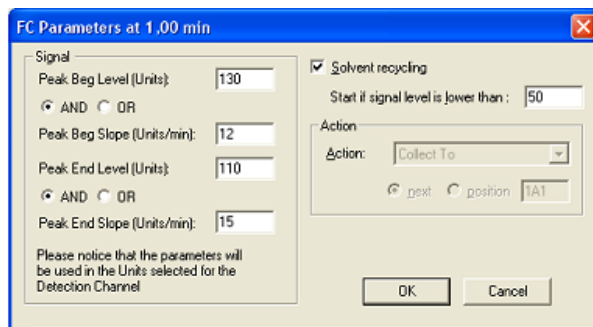 FC Parameters at 1,00 min
Signal
Peak Beg Level (Units): 130
AND OR
Peak Beg Slope (Units/min): 12
Peak End Level (Units): 110
AND OR
Peak End Slope (Units/min): 15
Please notice that the parameters will
be used in the Units selected for the
Detection Channel
Solvent recycling
Start if signal level is lower than : 50
Action
Action: Collect To
next position 1A1
OK Cancel